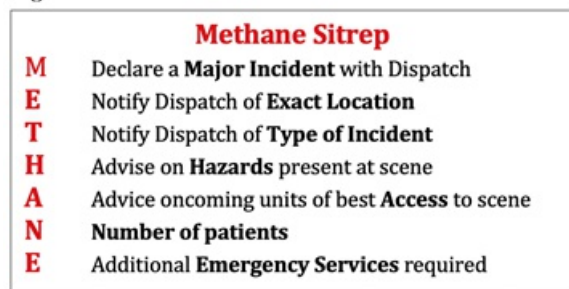 Methane Sitrep
M Declare a Major Incident with Dispatch
E Notify Dispatch of Exact Location
T Notify Dispatch of Type of Incident
H Advise on Hazards present at scene
A Advice oncoming units of best Access to scene
N Number of patients
E Additional Emergency Services required